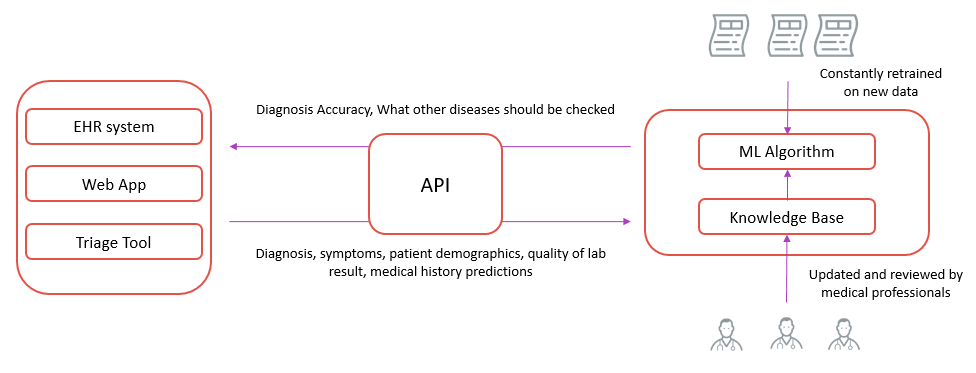 Constantly retrained
on new data
Diagnosis Accuracy, What other diseases should be checked
EHR system
Web App
Triage Tool
API
ML Algorithm
Knowledge Base
Diagnosis, symptoms, patient demographics, quality of lab
result, medical history predictions
Updated and reviewed by
medical professionals